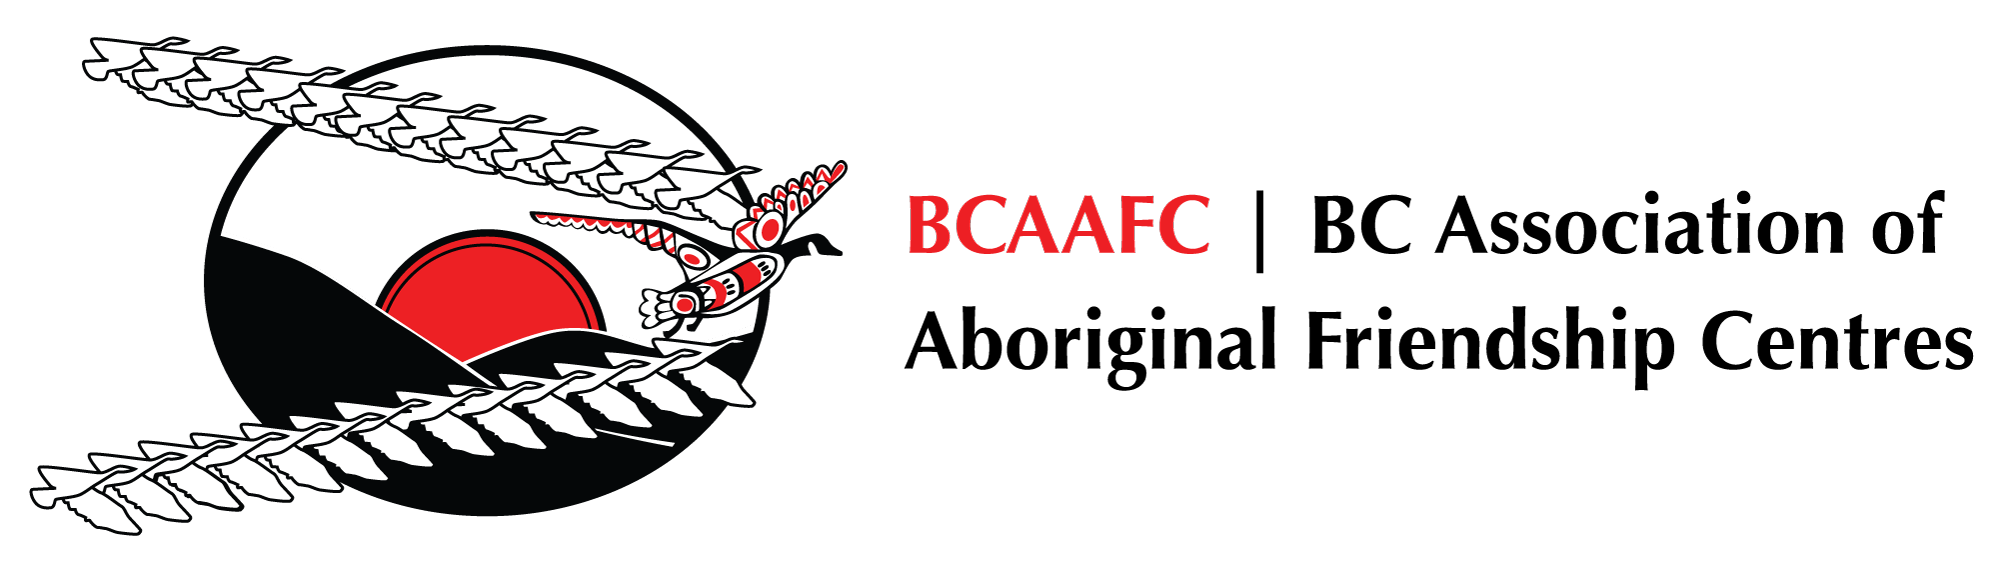 BCAAFC | BC Association of
Aboriginal Friendship Centres